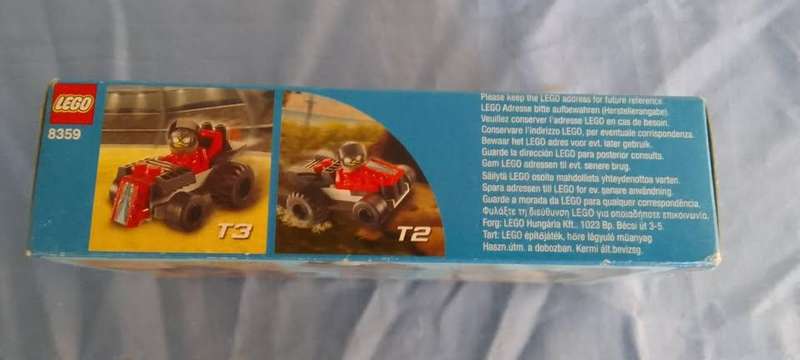 LEGO
8359
T3
T2
Please keep the LEGO address for future reference.
LEGO Adresse bitte aufbewahren (Herstellerangabe).
Veuillez conserver l'adresse LEGO en cas de besoin.
Conservare l'indirizzo LEGO, per eventuale corrispondenza.
Bewaar het LEGO adres voor evt. later gebruik.
Guarde la dirección LEGO para posterior consulta.
Gem LEGO adressen til evt. senere brug.
Säilytä LEGO osoite mahdollista yhteydenottoa varten.
Spara adressen till LEGO för ev. senare användning.
Guarde a morada da LEGO para qualquer correspondência.
Φυλάξτε τη διεύθυνση LEGO για οποιαδήποτε επικοινωνία.
Forg: LEGO Hungária Kft., 1023 Bp. Bécsi út 3-5.
Tart: LEGO építőjáték, hőre lágyuló műanyag
Haszn.útm. a dobozban. Kermi ált.bevizsg.